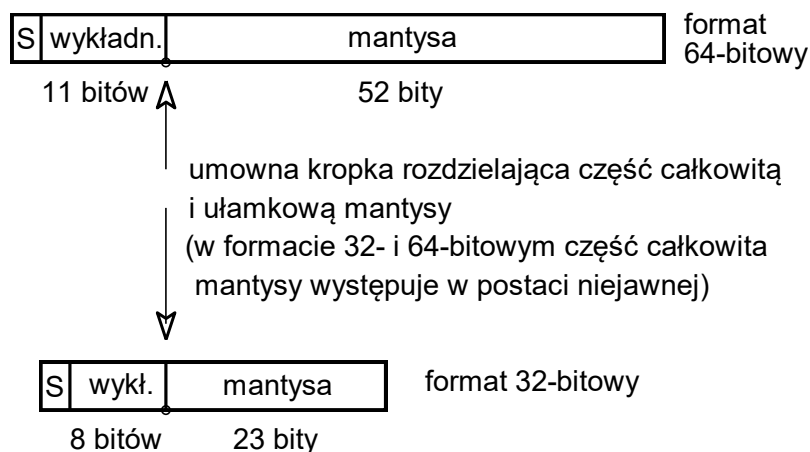 S wykładn. mantysa format
64-bitowy
11 bitów 52 bity
umowna kropka rozdzielająca część całkowitą
i ułamkową mantysy
(w formacie 32- i 64-bitowym część całkowita
mantysy występuje w postaci niejawnej)
S wykł. mantysa format 32-bitowy
8 bitów 23 bity